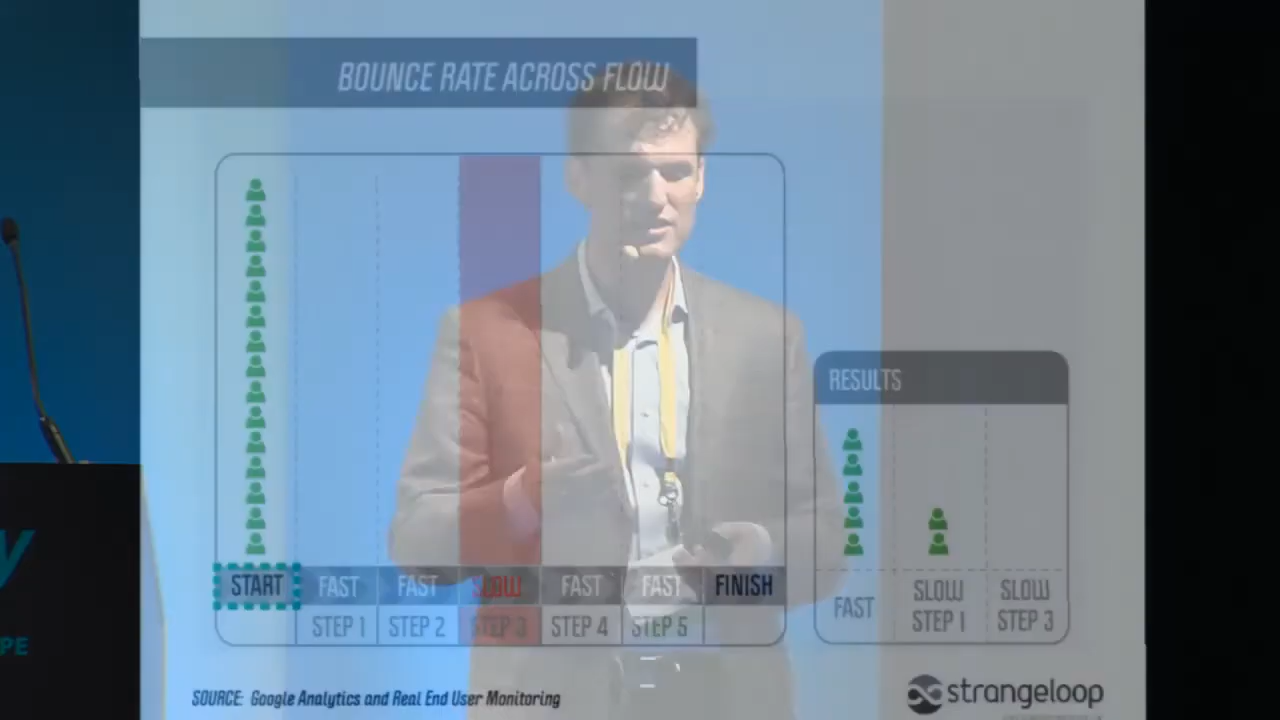 BOUNCE RATE ACROSS FLOW
RESULTS
START FAST FAST SLOW FAST FAST FINISH
STEP 1 STEP 2 STEP 3 STEP 4 STEP 5
FAST SLOW STEP 1 SLOW STEP 3
SOURCE: Google Analytics and Real End User Monitoring
strangeloop
y
PE